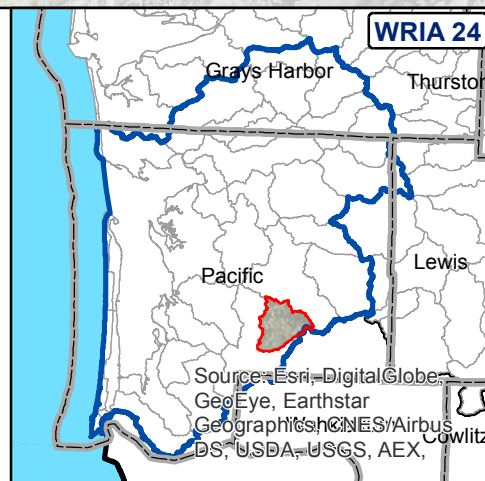 WRIA 24
Grays Harbor
Thurston
Pacific
Lewis
Source: Esri, DigitalGlobe,
GeoEye, Earthstar
Geographics, CNES/Airbus
DS, USDA, USGS, AEX,
Cowlitz